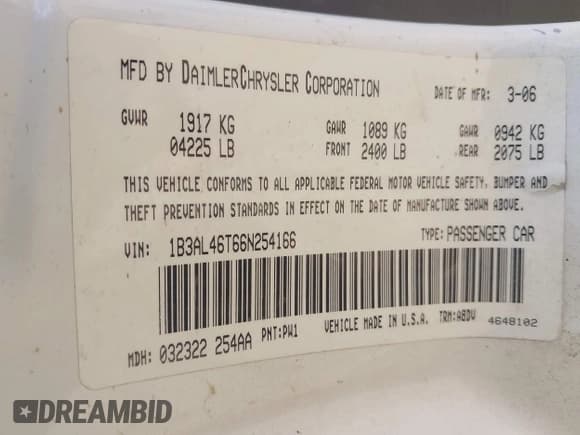 MFD BY DAIMLERCHRYSLER CORPORATION DATE OF MFR: 3-06
GVWR 1917 KG GAWR 1089 KG GAWR 0942 KG
04225 LB FRONT 2400 LB REAR 2075 LB
THIS VEHICLE CONFORMS TO ALL APPLICABLE FEDERAL MOTOR VEHICLE SAFETY, BUMPER AND
THEFT PREVENTION STANDARDS IN EFFECT ON THE DATE OF MANUFACTURE SHOWN ABOVE.
VIN: 1B3AL46T66N254166 TYPE: PASSENGER CAR
MDH: 032322 254AA PNT:PW1 VEHICLE MADE IN U.S.A. TRM:A8DV 4648102
DREAMBID